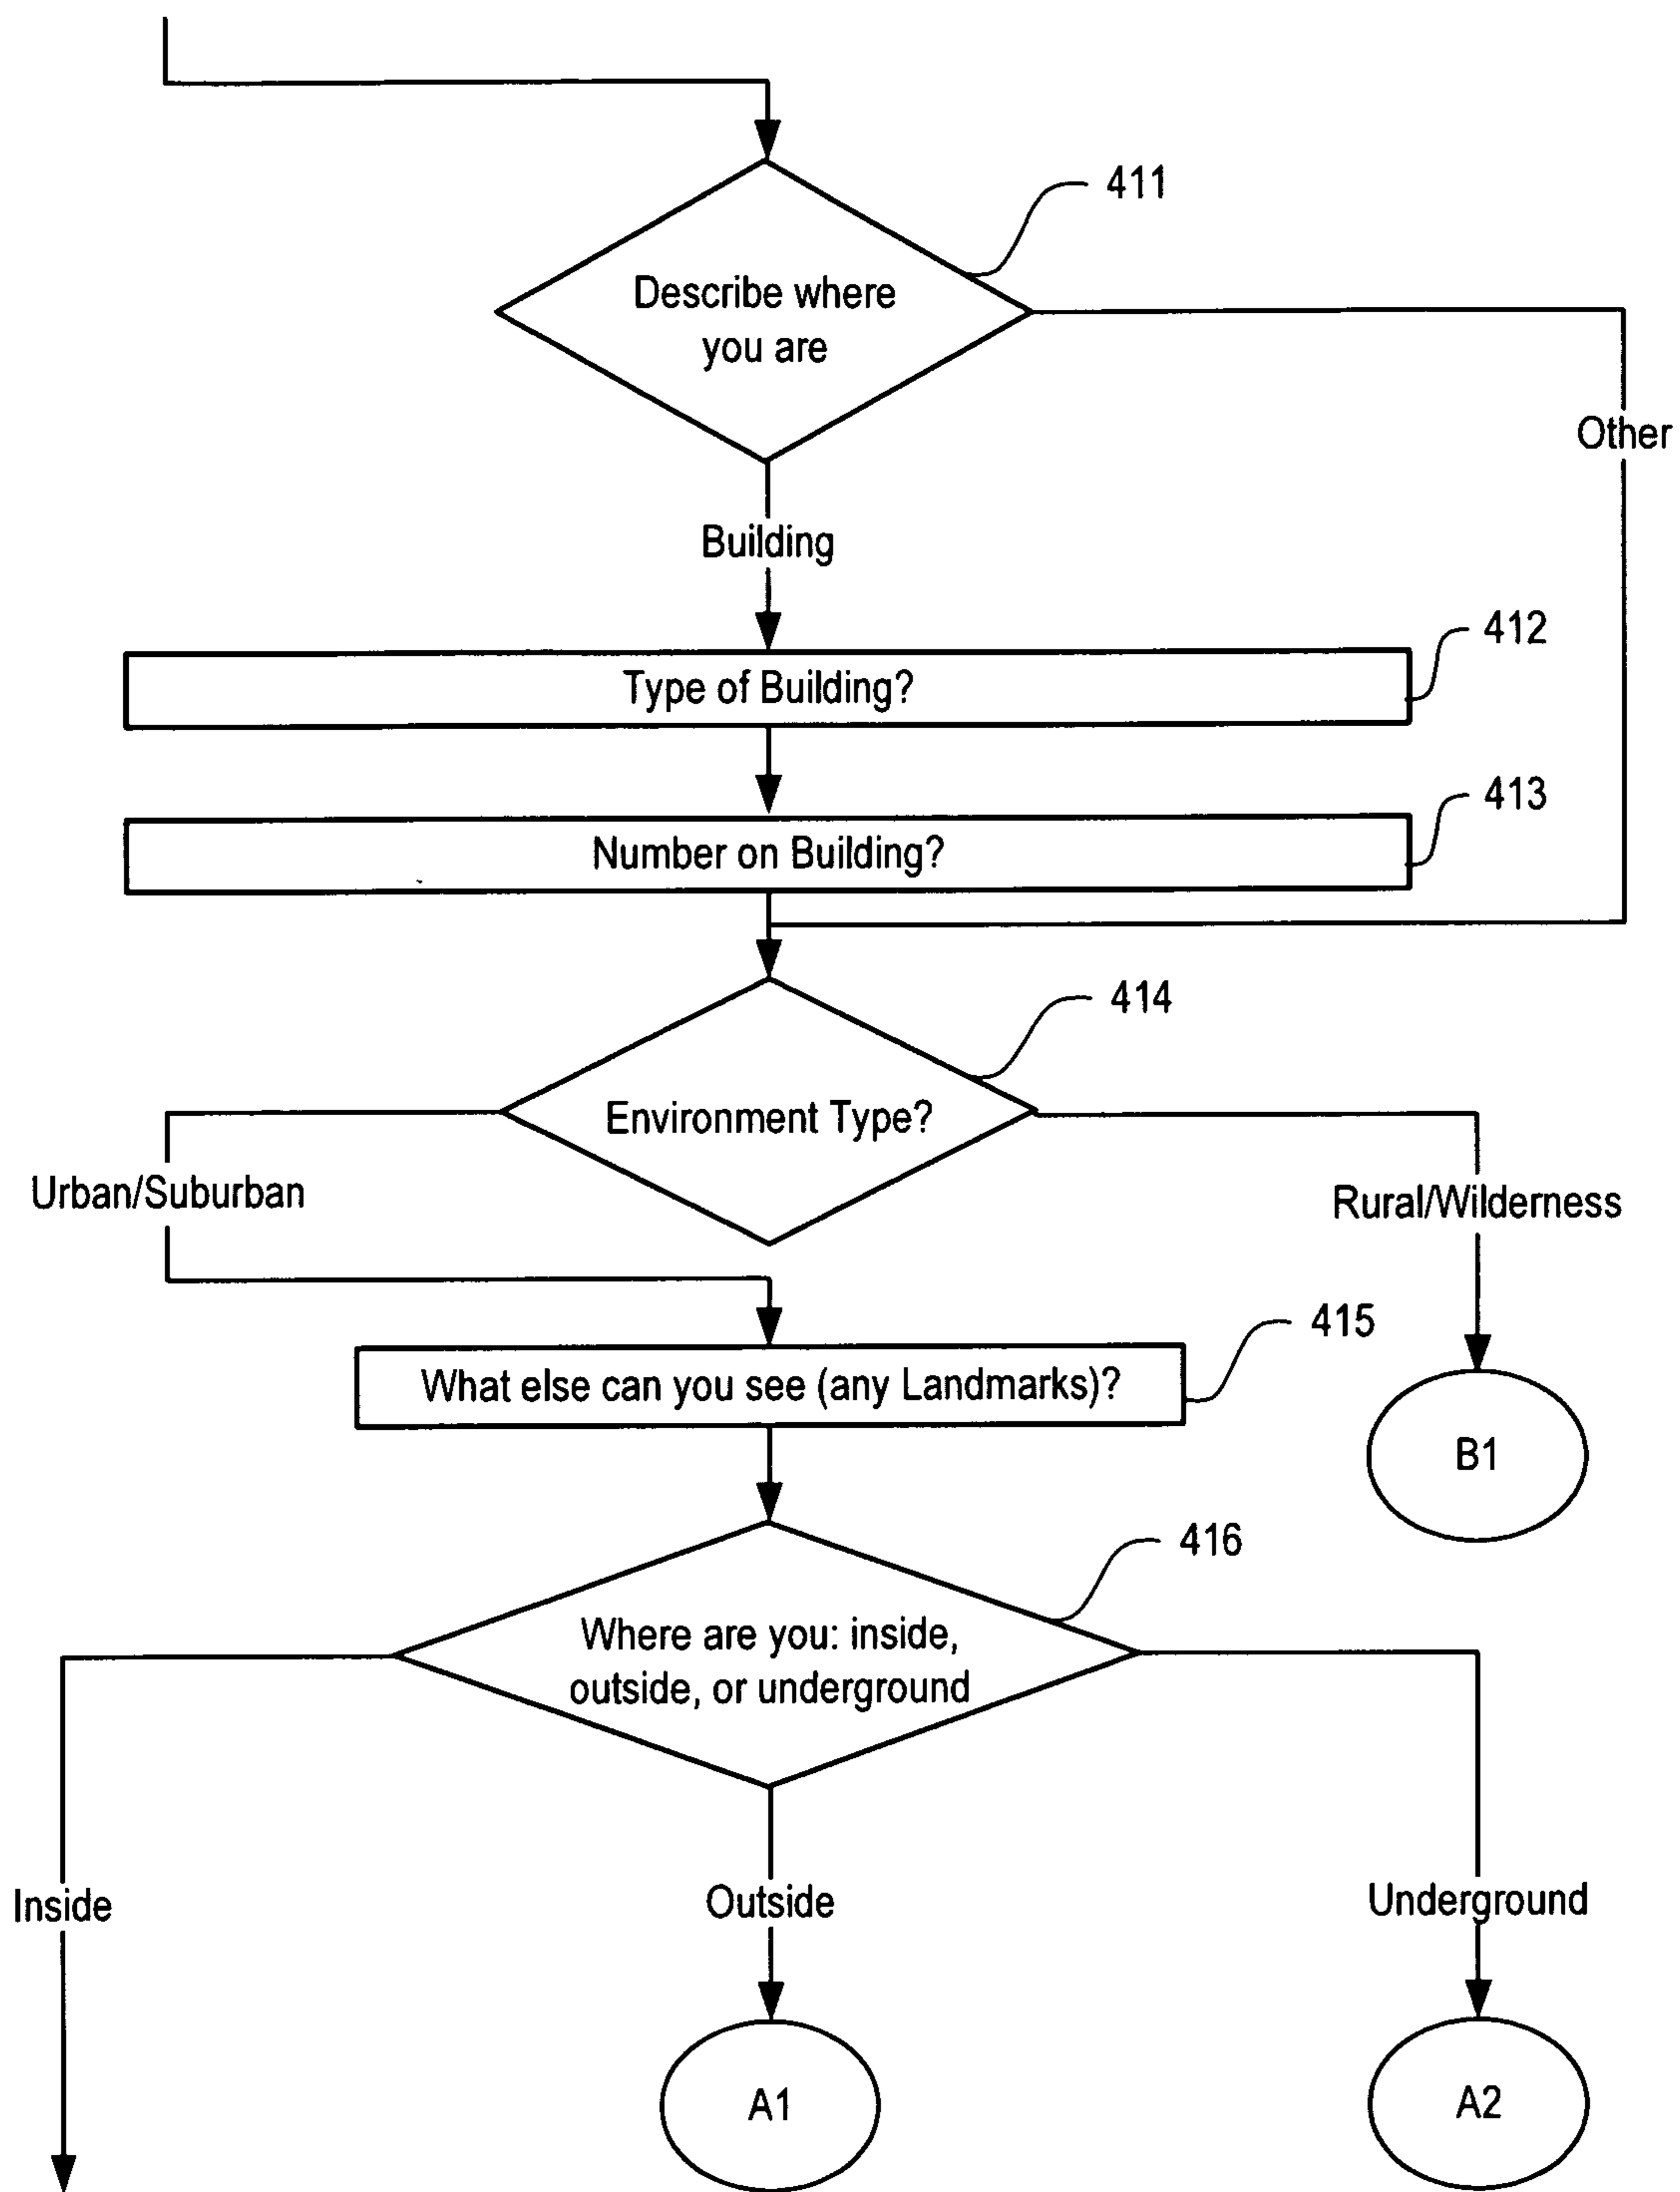 411
Describe where
you are
Other
Building
412
Type of Building?
413
Number on Building?
414
Environment Type?
Urban/Suburban
Rural/Wilderness
415
What else can you see (any Landmarks)?
B1
416
Where are you: inside,
outside, or underground
Inside
Outside
Underground
A1
A2